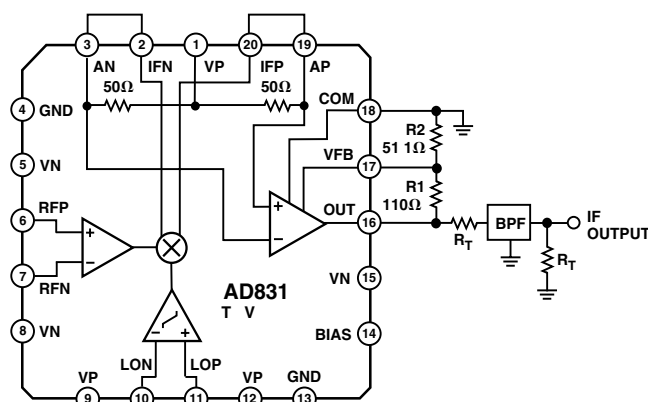 3 2 1 20 19
AN IFN VP IFP AP
50Ω 50Ω
COM 18
4 GND
R2
51 1Ω
VFB 17
5 VN
R1
110Ω
6 RFP
OUT 16
+ −
+ −
RT
BPF
IF
OUTPUT
RT
7 RFN
VN 15
AD831
T V
8 VN
− +
BIAS 14
LON LOP
VP VP GND
9 10 11 12 13